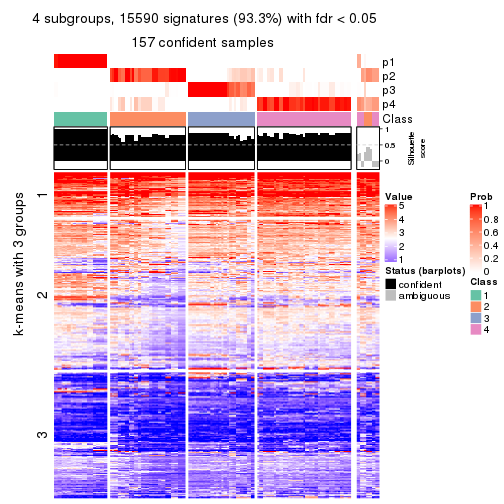 4 subgroups, 15590 signatures (93.3%) with fdr < 0.05
157 confident samples
p1
p2
p3
p4
Class
1
0.5
0
Silhouette
score
k-means with 3 groups
1
2
3
Value
5
4
3
2
1
Status (barplots)
confident
ambiguous
Prob
1
0.8
0.6
0.4
0.2
0
Class
1
2
3
4